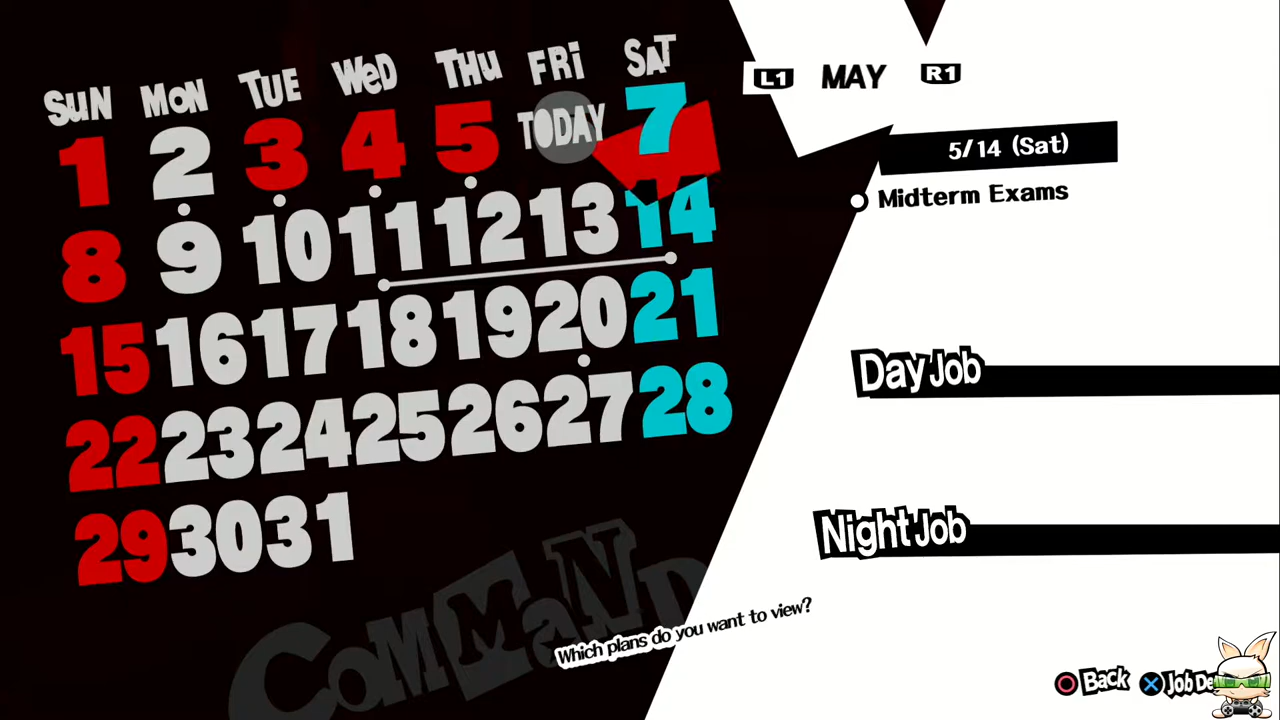 SUN MON TUE WED THU FRI SAT
1 2 3 4 5 TODAY 7
8 9 10 11 12 13 14
15 16 17 18 19 20 21
22 23 24 25 26 27 28
29 30 31
COMMAND
Which plans do you want to view?
L1 MAY R1
5/14 (Sat)
Midterm Exams
Day Job
Night Job
Back Job De